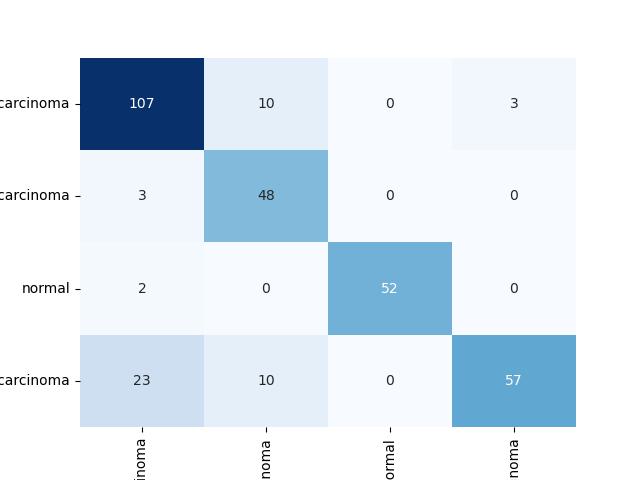 carcinoma 107 10 0 3
carcinoma 3 48 0 0
normal 2 0 52 0
carcinoma 23 10 0 57
inoma noma ormal noma